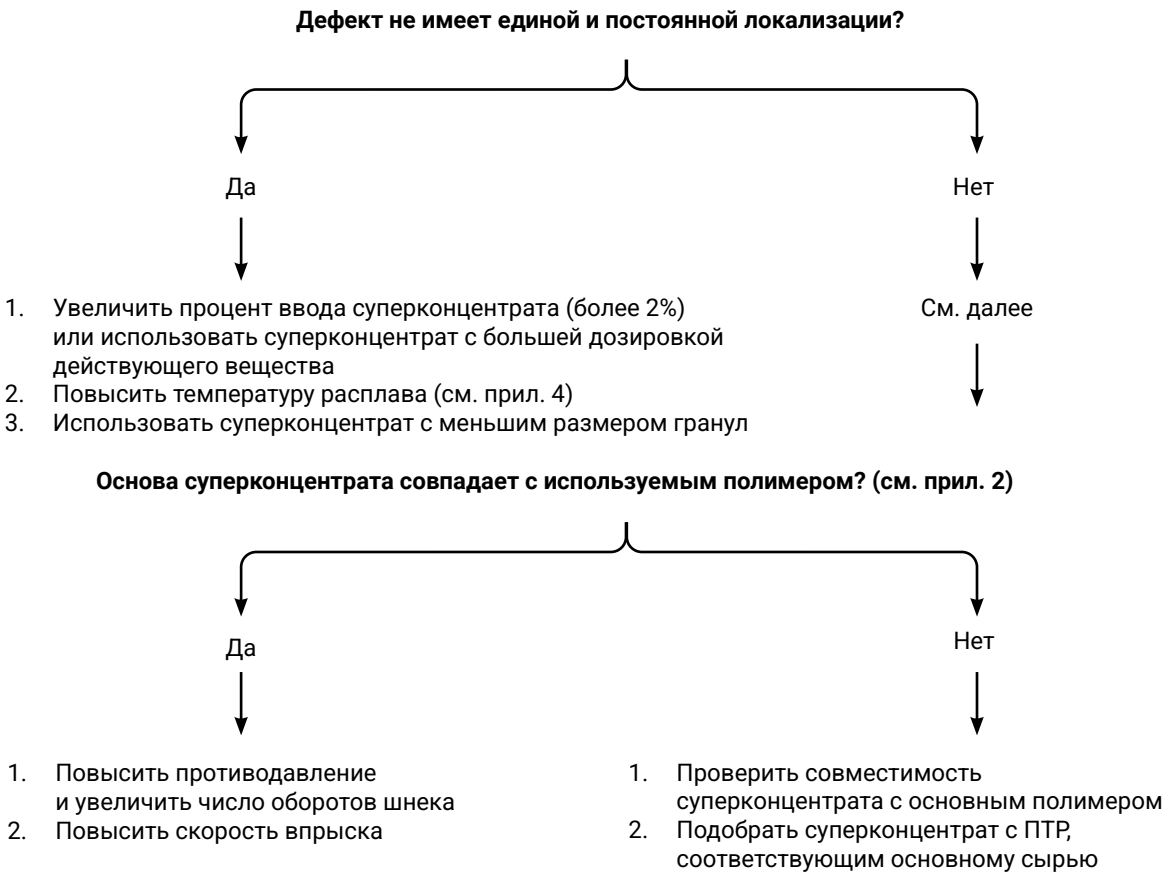 Дефект не имеет единой и постоянной локализации?
Да
Нет
1. Увеличить процент ввода суперконцентрата (более 2%)
или использовать суперконцентрат с большей дозировкой
действующего вещества
2. Повысить температуру расплава (см. прил. 4)
3. Использовать суперконцентрат с меньшим размером гранул
См. далее
Основа суперконцентрата совпадает с используемым полимером? (см. прил. 2)
Да
Нет
1. Повысить противодавление
и увеличить число оборотов шнека
2. Повысить скорость впрыска
1. Проверить совместимость
суперконцентрата с основным полимером
2. Подобрать суперконцентрат с ПТР,
соответствующим основному сырью